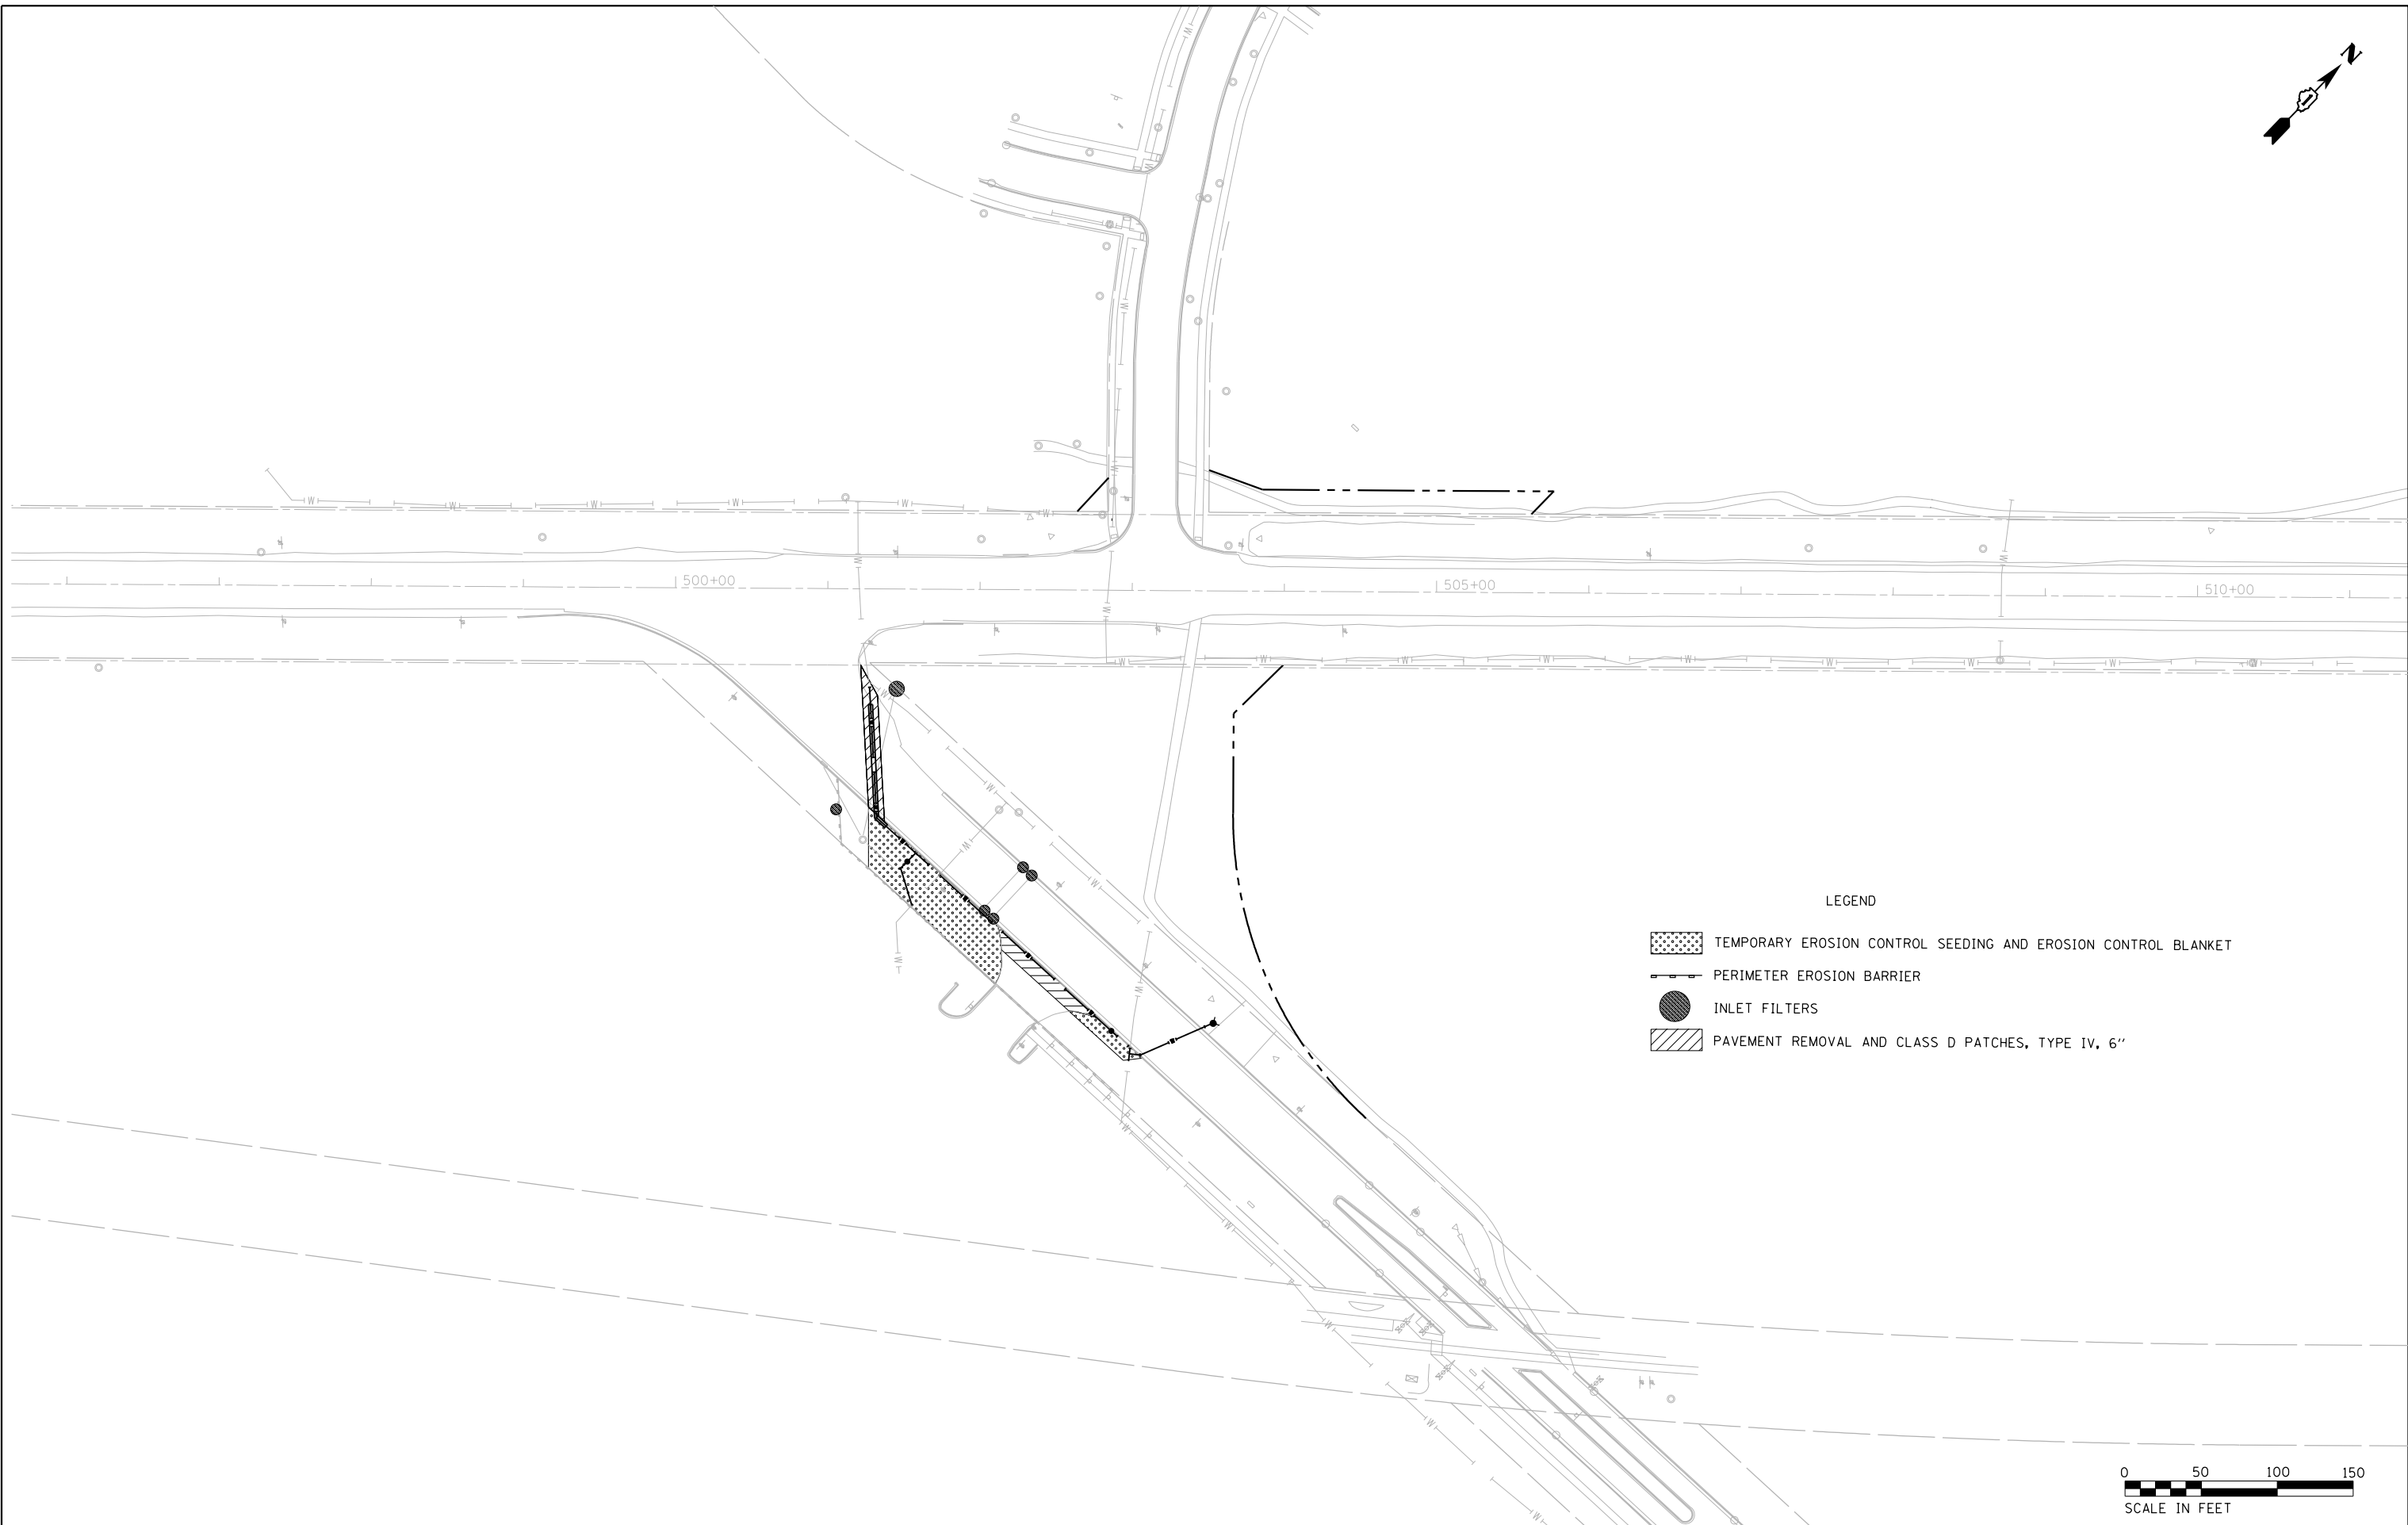 N
500+00
505+00
510+00
LEGEND
TEMPORARY EROSION CONTROL SEEDING AND EROSION CONTROL BLANKET
PERIMETER EROSION BARRIER
INLET FILTERS
PAVEMENT REMOVAL AND CLASS D PATCHES, TYPE IV, 6''
0 50 100 150
SCALE IN FEET